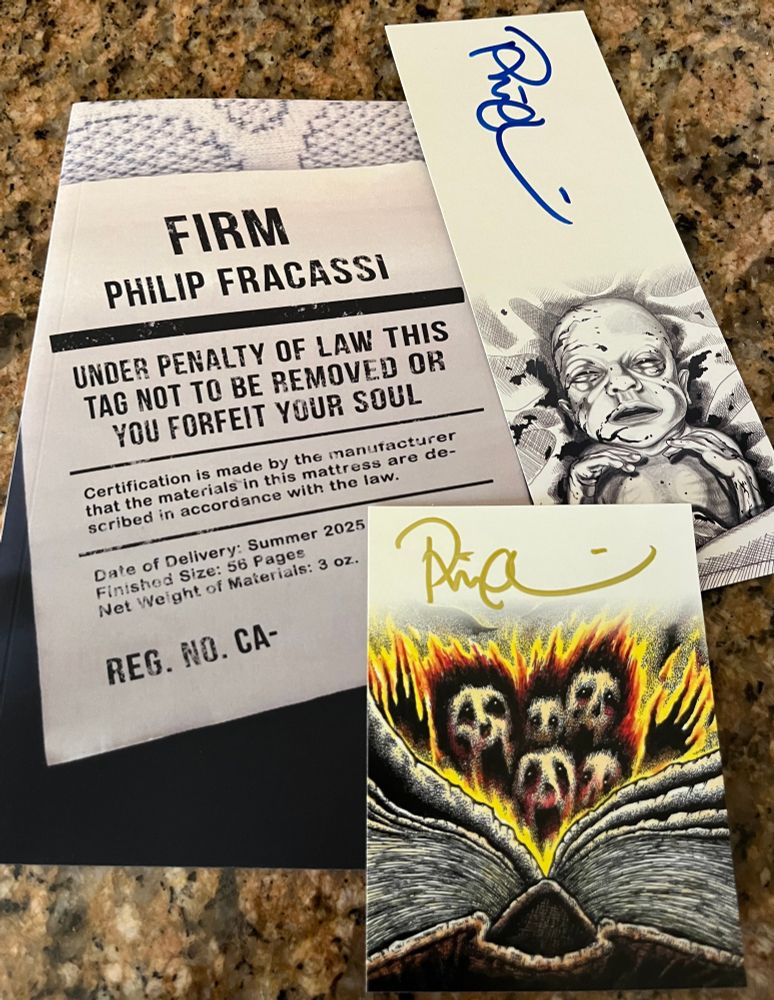 FIRM
PHILIP FRACASSI
UNDER PENALTY OF LAW THIS
TAG NOT TO BE REMOVED OR
YOU FORFEIT YOUR SOUL
Certification is made by the manufacturer
that the materials in this mattress are de-
scribed in accordance with the law.
Date of Delivery: Summer 2025
Finished Size: 56 Pages
Net Weight of Materials: 3 oz.
REG. NO. CA-